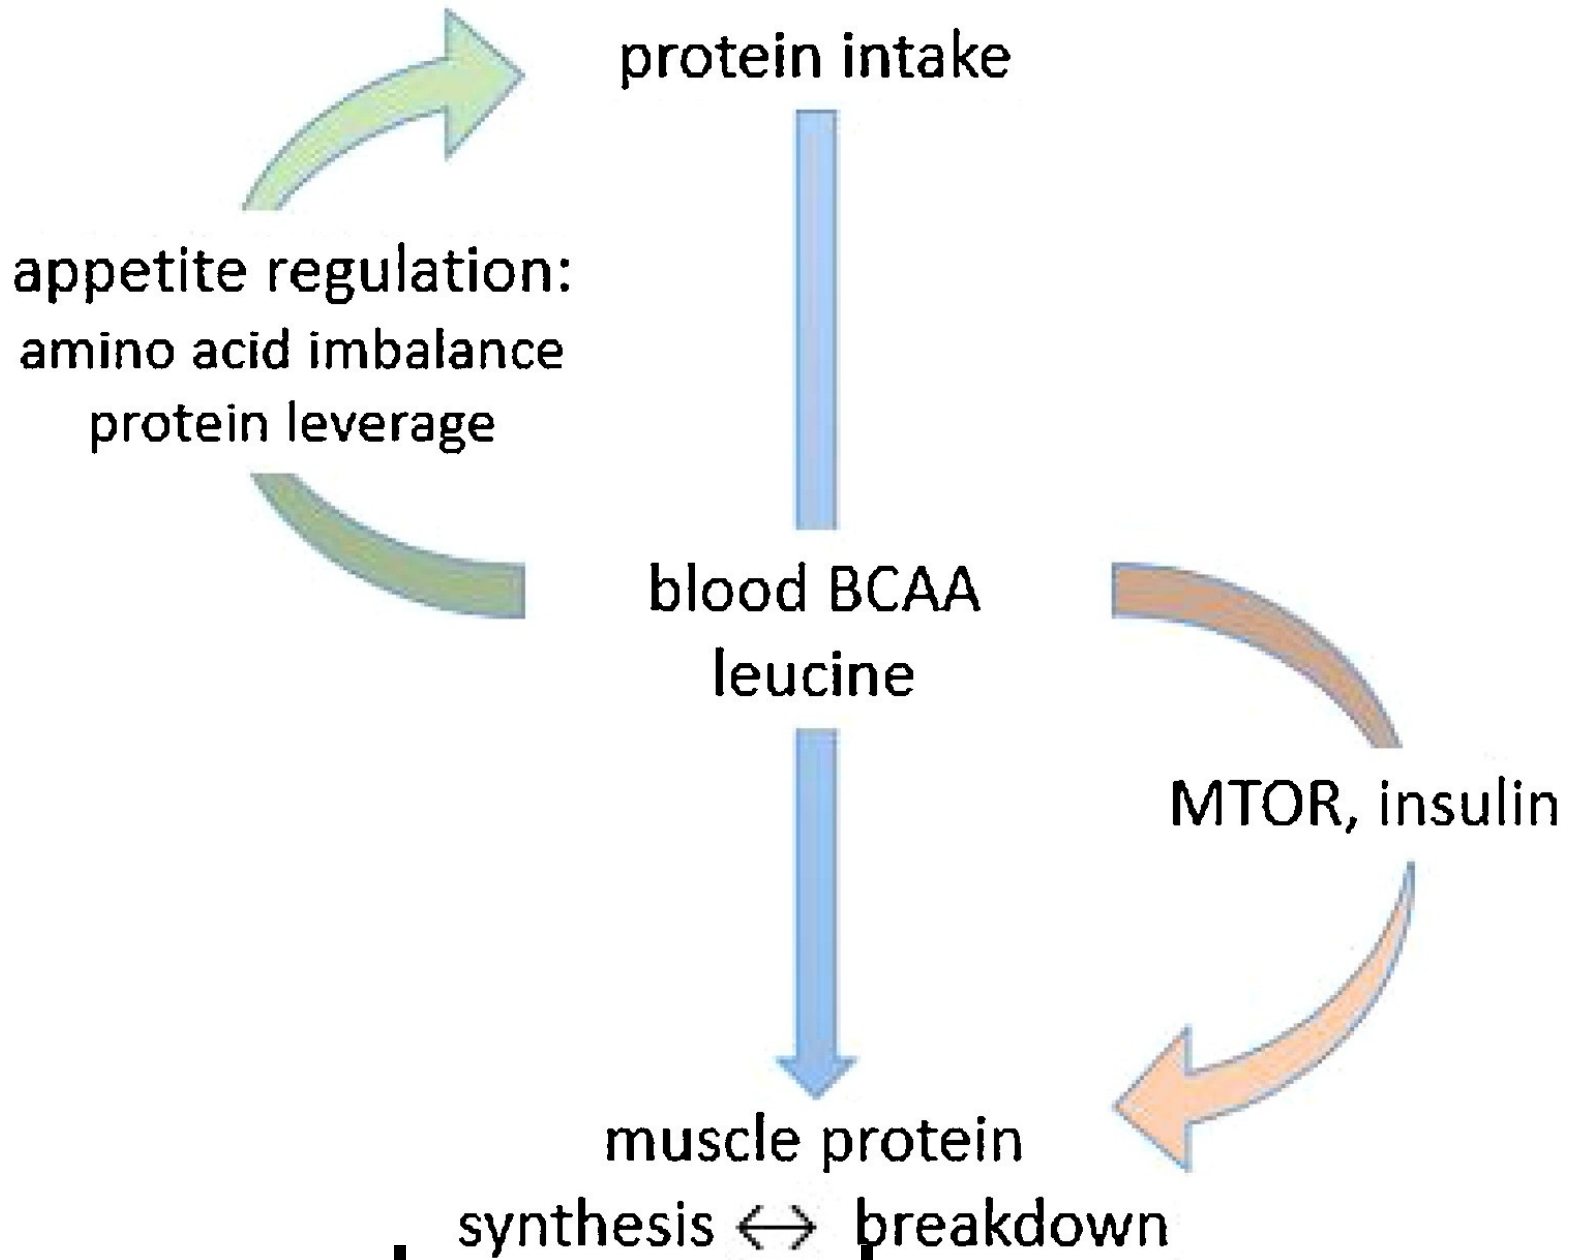 protein intake
appetite regulation:
amino acid imbalance
protein leverage
blood BCAA
leucine
MTOR, insulin
muscle protein
synthesis ↔ breakdown